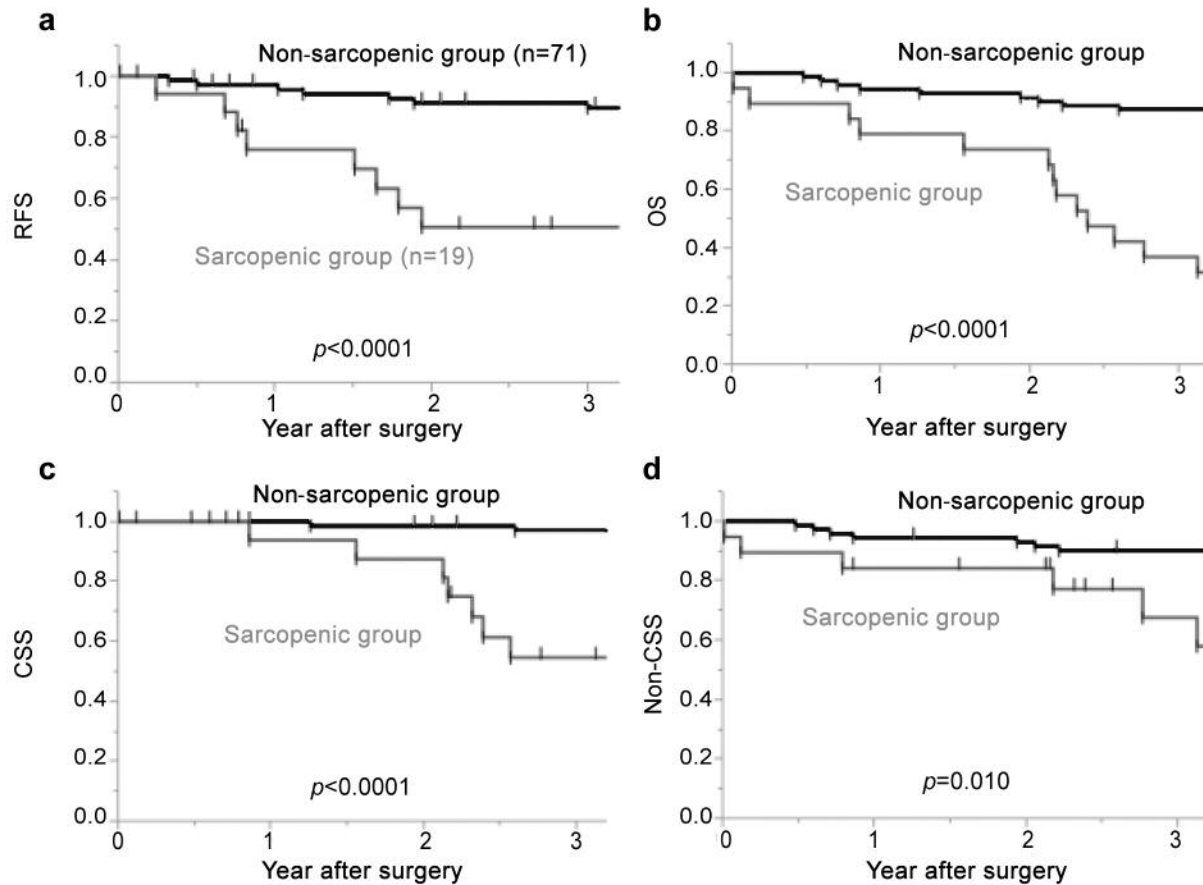 a
Non-sarcopenic group (n=71)
1.0
0.8
0.6
0.4
0.2
0.0
RFS
Sarcopenic group (n=19)
p<0.0001
0 1 2 3
Year after surgery
b
Non-sarcopenic group
1.0
0.8
0.6
0.4
0.2
0.0
OS
Sarcopenic group
p<0.0001
0 1 2 3
Year after surgery
c
Non-sarcopenic group
1.0
0.8
0.6
0.4
0.2
0.0
CSS
Sarcopenic group
p<0.0001
0 1 2 3
Year after surgery
d
Non-sarcopenic group
1.0
0.8
0.6
0.4
0.2
0.0
Non-CSS
Sarcopenic group
p=0.010
0 1 2 3
Year after surgery